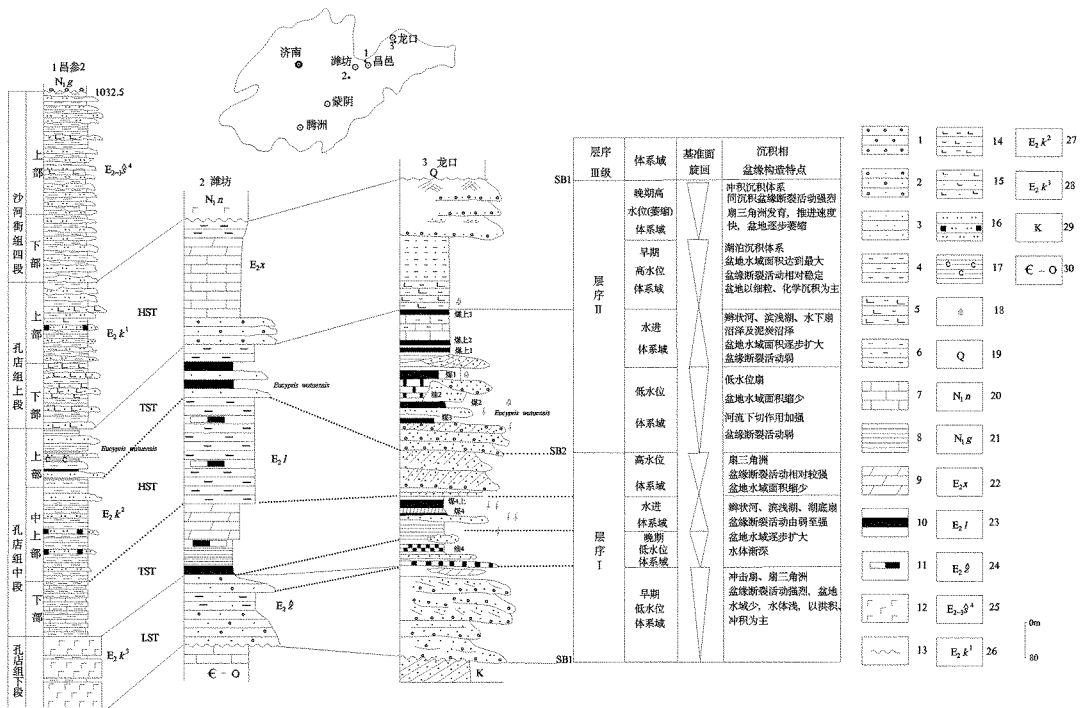 1 昌参2
N₁g
1032.5
沙河街组四段
上部
下部
E₂₋₃ŝ⁴
孔店组上段
上部
下部
E₂k¹
HST
TST
Eucypris wutuensis
孔店组中段
上部
中上部
下部
E₂k²
HST
TST
LST
孔店组下段
E₂k³
济南
潍坊
2
1
昌邑
龙口
3
蒙阴
腾洲
2 潍坊
N₁n
E₂x
Eucypris wutuensis
E₂l
E₂ŝ
Є-O
3 龙口
Q
煤上3
煤上2
煤上1
煤1
煤2
煤3
Eucypris wutuensis
煤4上
煤4
K
SB1
SB2
SB1
层序
Ⅲ级
体系域
基准面
旋回
沉积相
盆缘构造特点
层序Ⅱ
晚期高
水位(萎缩)
体系域
冲积沉积体系
同沉积盆缘断裂活动强烈
扇三角洲发育，推进速度
快，盆地逐步萎缩
早期
高水位
体系域
湖泊沉积体系
盆地水域面积达到最大
盆缘断裂活动相对稳定
盆地以细粒、化学沉积为主
水进
体系域
辫状河、滨浅湖、水下扇
沼泽及泥炭沼泽
盆地水域面积逐步扩大
盆缘断裂活动弱
低水位
体系域
低水位扇
盆地水域面积缩少
河流下切作用加强
盆缘断裂活动弱
层序Ⅰ
高水位
体系域
扇三角洲
盆缘断裂活动相对较强
盆地水域面积缩少
水进
体系域
辫状河、滨浅湖、湖底扇
盆缘断裂活动由弱至强
晚期
低水位
体系域
盆地水域逐步扩大
水体渐深
早期
低水位
体系域
冲击扇、扇三角洲
盆缘断裂活动强烈，盆地
水域少，水体浅，以洪积、
冲积为主
1
2
3
4
5
6
7
8
9
10
11
12
13
14
15
16
17
18
Q 19
N₁n 20
N₁g 21
E₂x 22
E₂l 23
E₂ŝ 24
E₂₋₃ŝ⁴ 25
E₂k¹ 26
E₂k² 27
E₂k³ 28
K 29
Є-O 30
0m
80